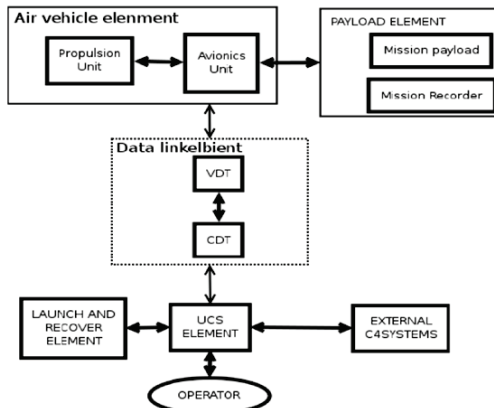 Air vehicle elenment
Propulsion
Unit
Avionics
Unit
PAYLOAD ELEMENT
Mission payload
Mission Recorder
Data linkelbient
VDT
CDT
LAUNCH AND
RECOVER ELEMENT
UCS
ELEMENT
EXTERNAL
C4SYSTEMS
OPERATOR